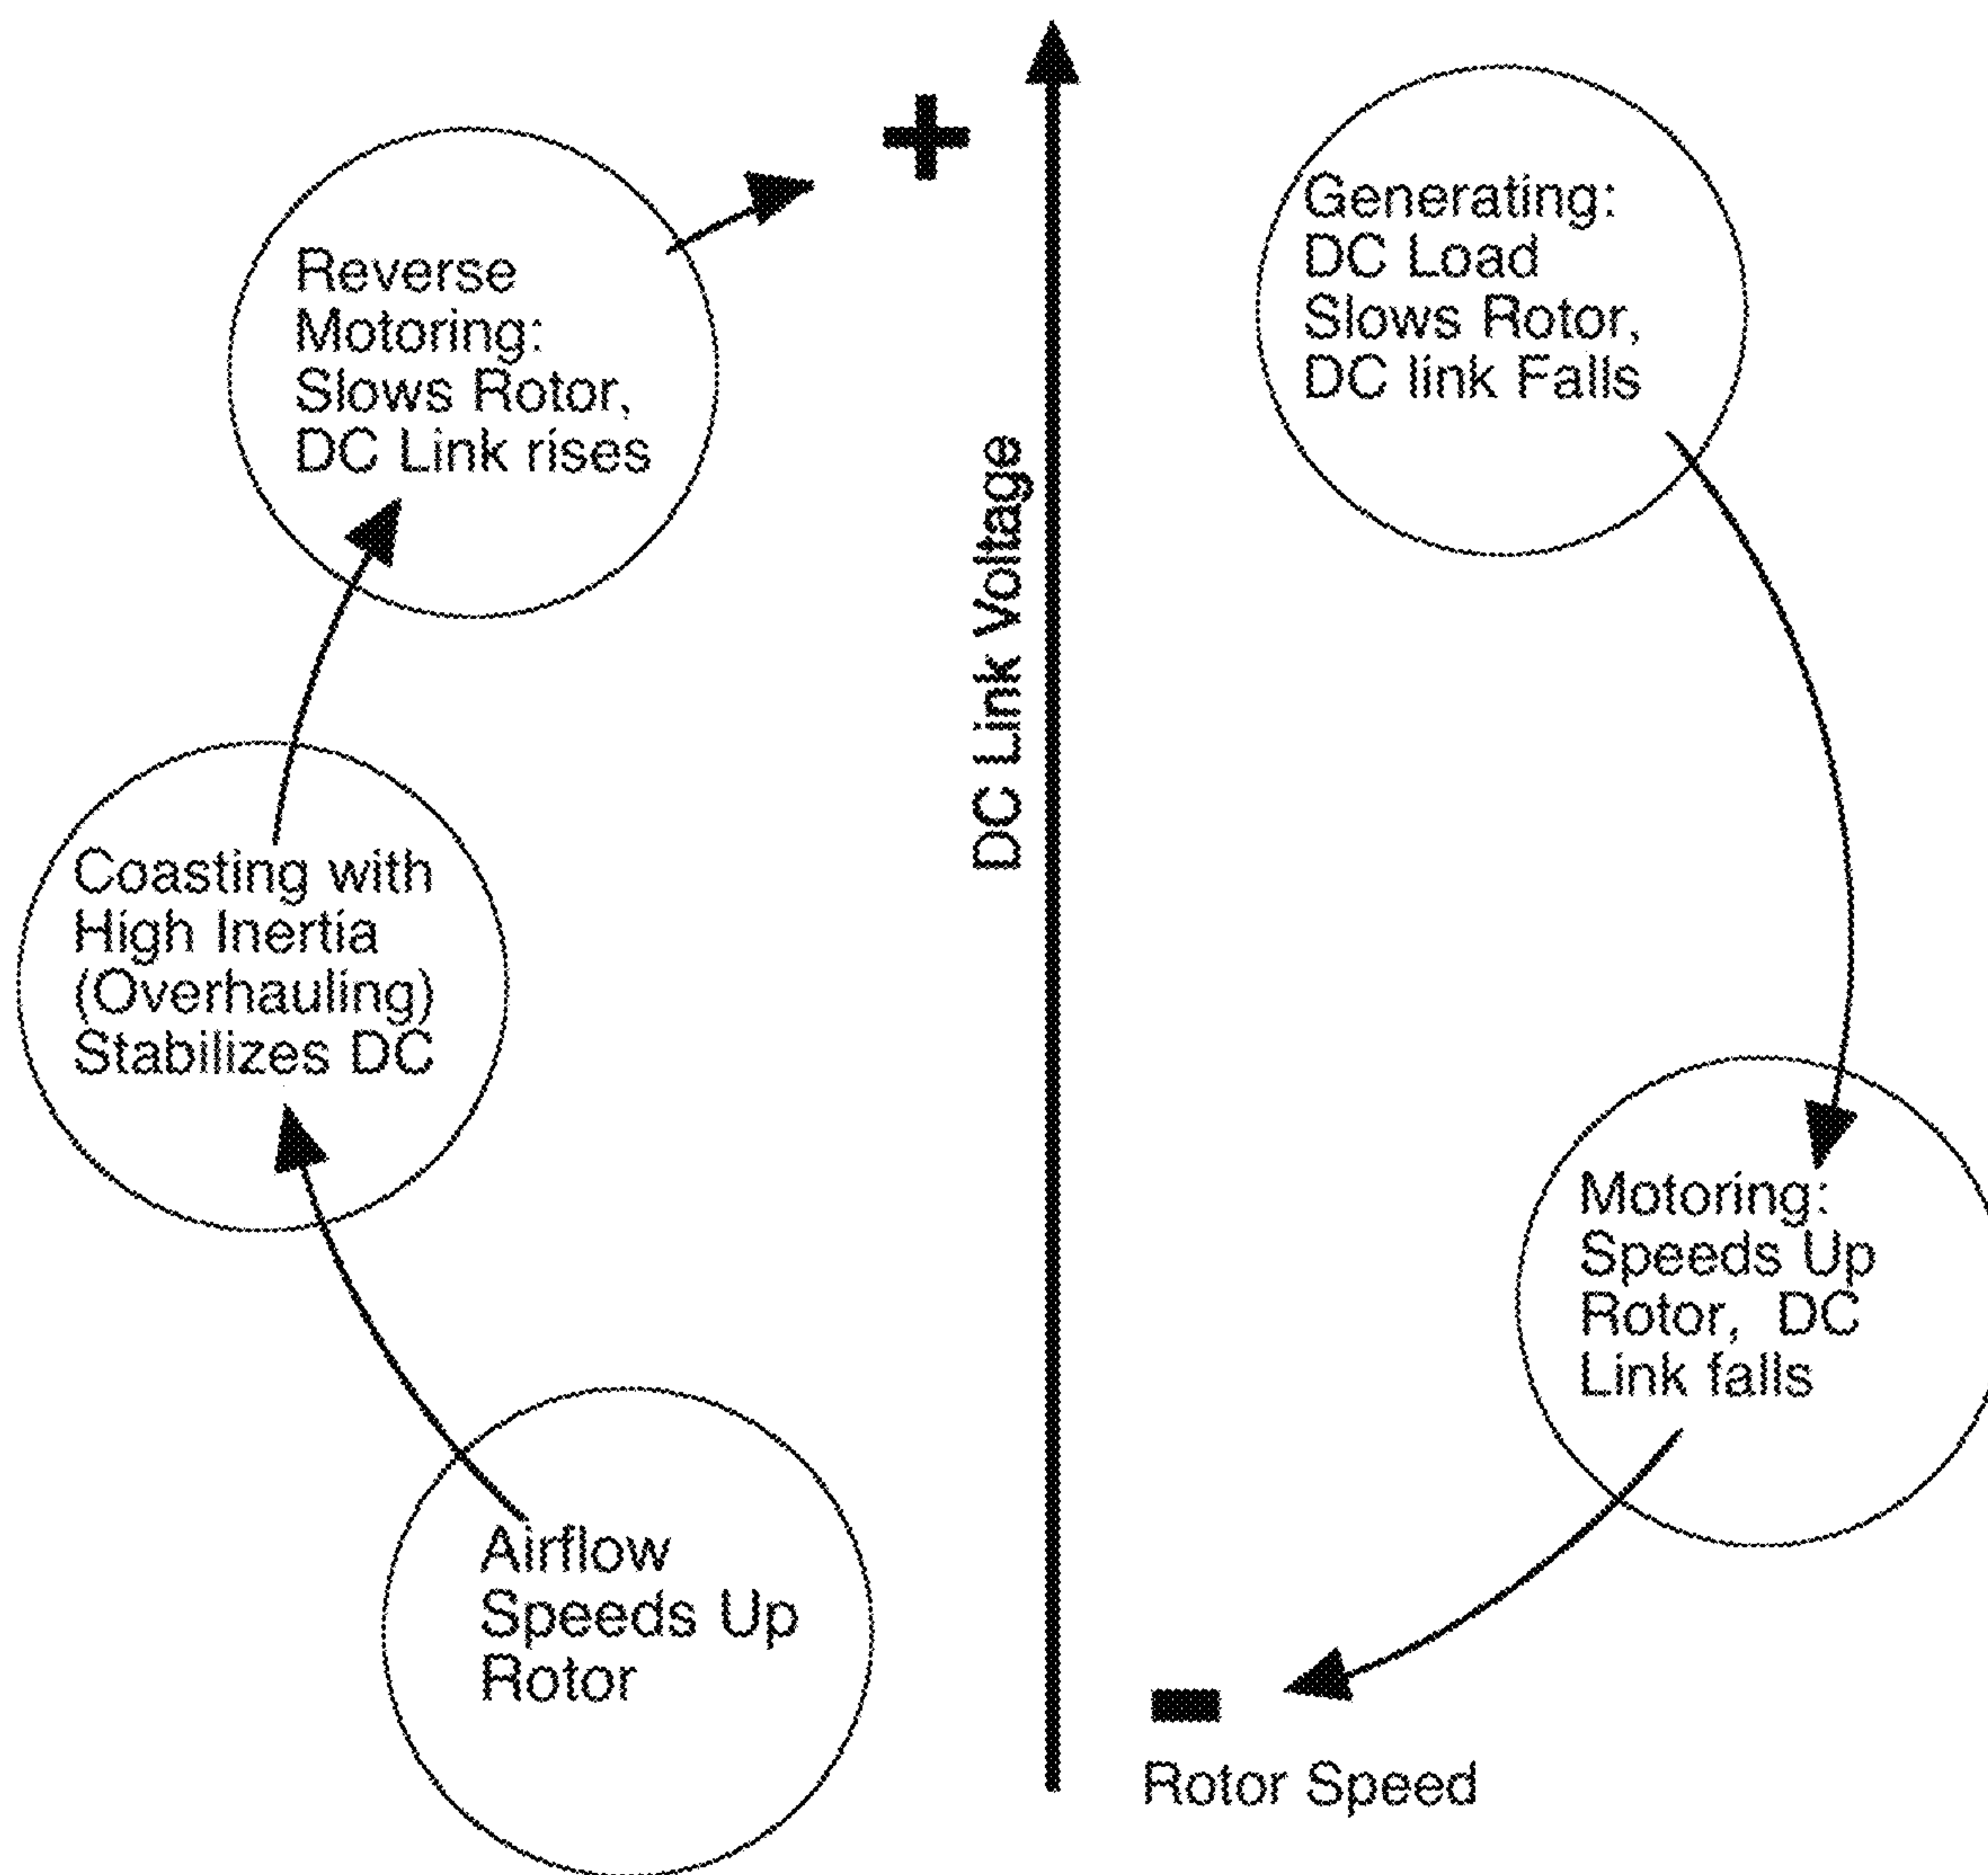 +
Generating:
DC Load
Slows Rotor,
DC link Falls
Reverse
Motoring:
Slows Rotor,
DC Link rises
DC Link Voltage
Coasting with
High Inertia
(Overhauling)
Stabilizes DC
Motoring:
Speeds Up
Rotor, DC
Link falls
Airflow
Speeds Up
Rotor
-
Rotor Speed